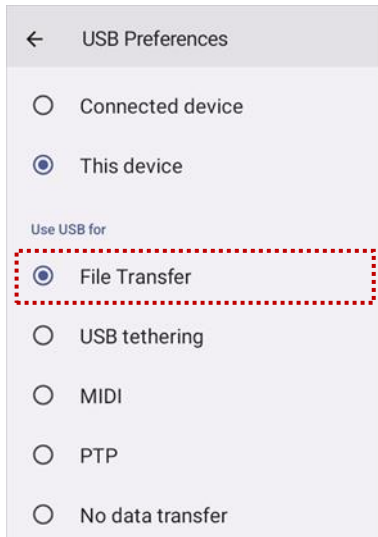 USB Preferences
Connected device
This device
Use USB for
File Transfer
USB tethering
MIDI
PTP
No data transfer